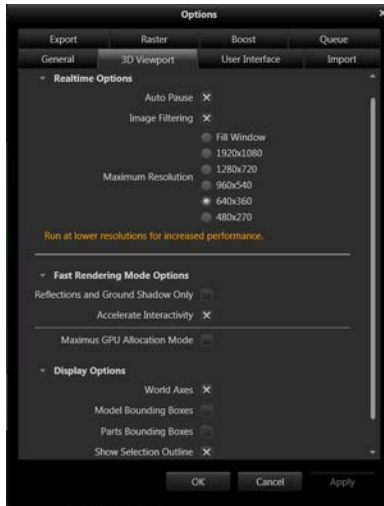 Options
Export Raster Boost Queue
General 3D Viewport User Interface Import
Realtime Options
Auto Pause
Image Filtering
Fill Window
1920x1080
1280x720
Maximum Resolution
960x540
640x360
480x270
Run at lower resolutions for increased performance.
Fast Rendering Mode Options
Reflections and Ground Shadow Only
Accelerate Interactivity
Maximus GPU Allocation Mode
Display Options
World Axes
Model Bounding Boxes
Parts Bounding Boxes
Show Selection Outline
OK Cancel Apply